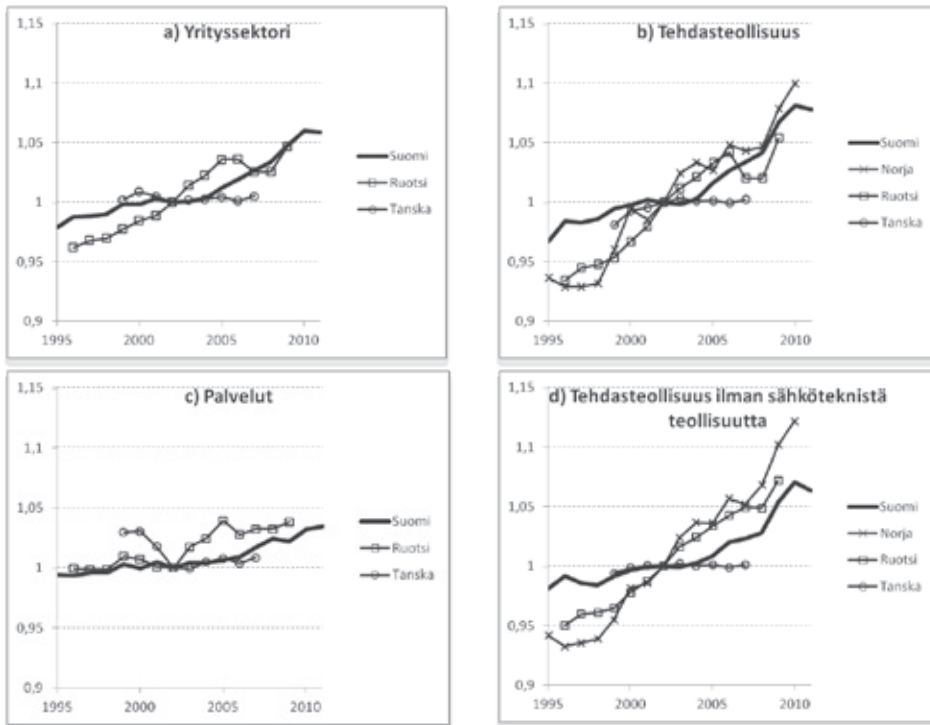 a) Yrityssektori
1,15
1,1
1,05
1
0,95
0,9
1995
2000
2005
2010
Suomi
Ruotsi
Tanska
b) Tehdasteollisuus
1,15
1,1
1,05
1
0,95
0,9
1995
2000
2005
2010
Suomi
Norja
Ruotsi
Tanska
c) Palvelut
1,15
1,1
1,05
1
0,95
0,9
1995
2000
2005
2010
Suomi
Ruotsi
Tanska
d) Tehdasteollisuus ilman sähköteknistä
teollisuutta
1,15
1,1
1,05
1
0,95
0,9
1995
2000
2005
2010
Suomi
Norja
Ruotsi
Tanska